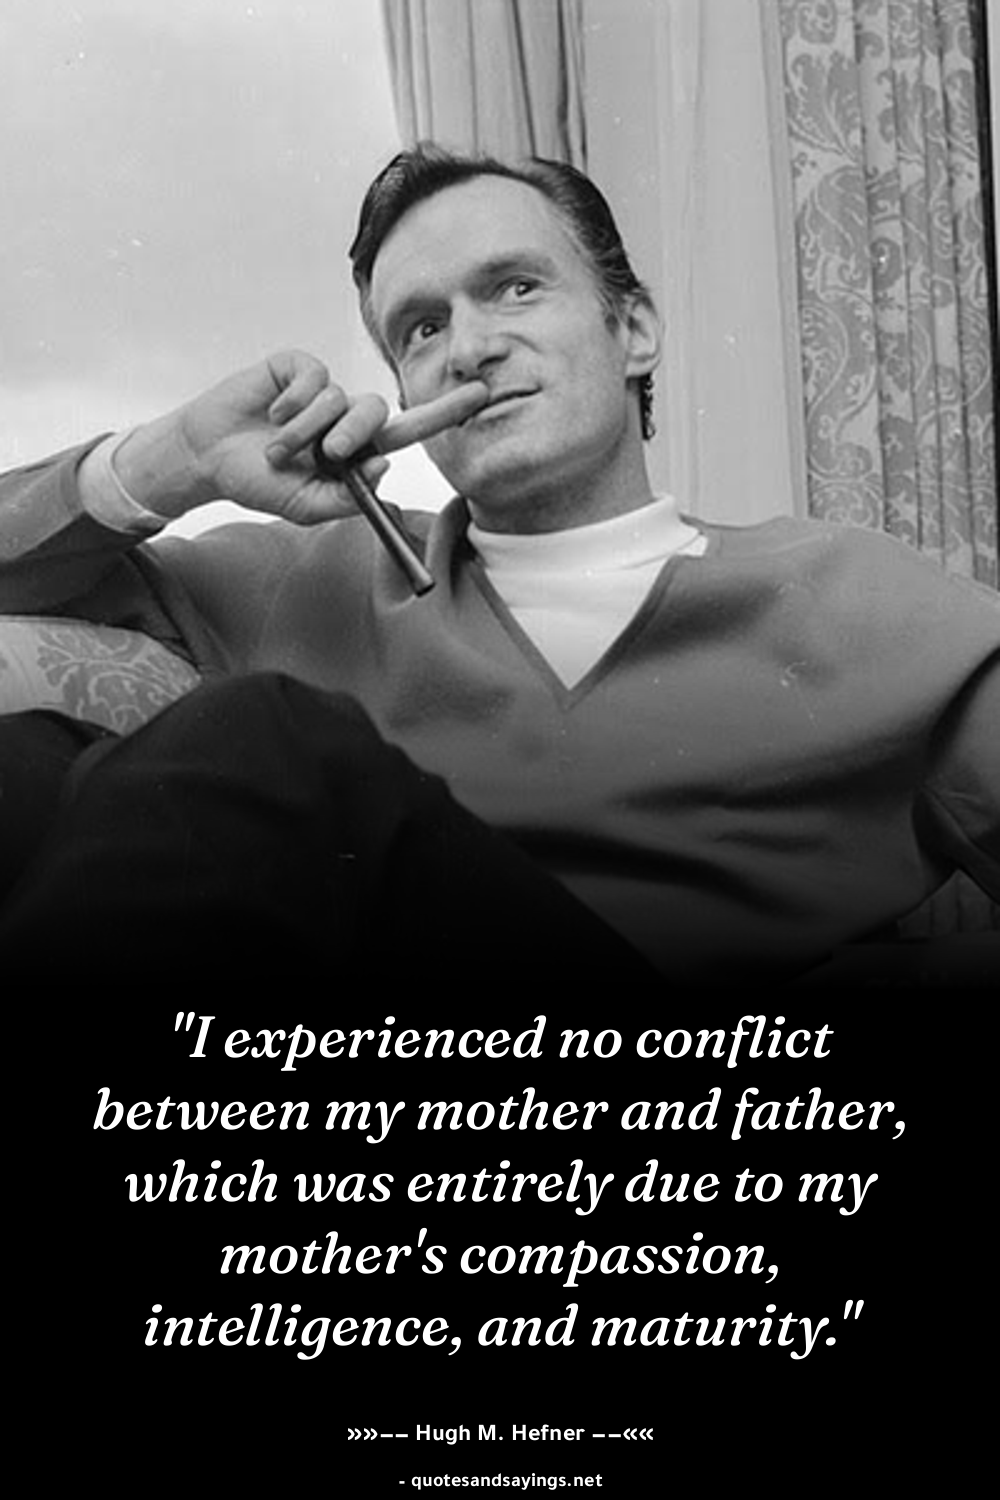 "I experienced no conflict
between my mother and father,
which was entirely due to my
mother's compassion,
intelligence, and maturity."
»»–– Hugh M. Hefner ––««
- quotesandsayings.net